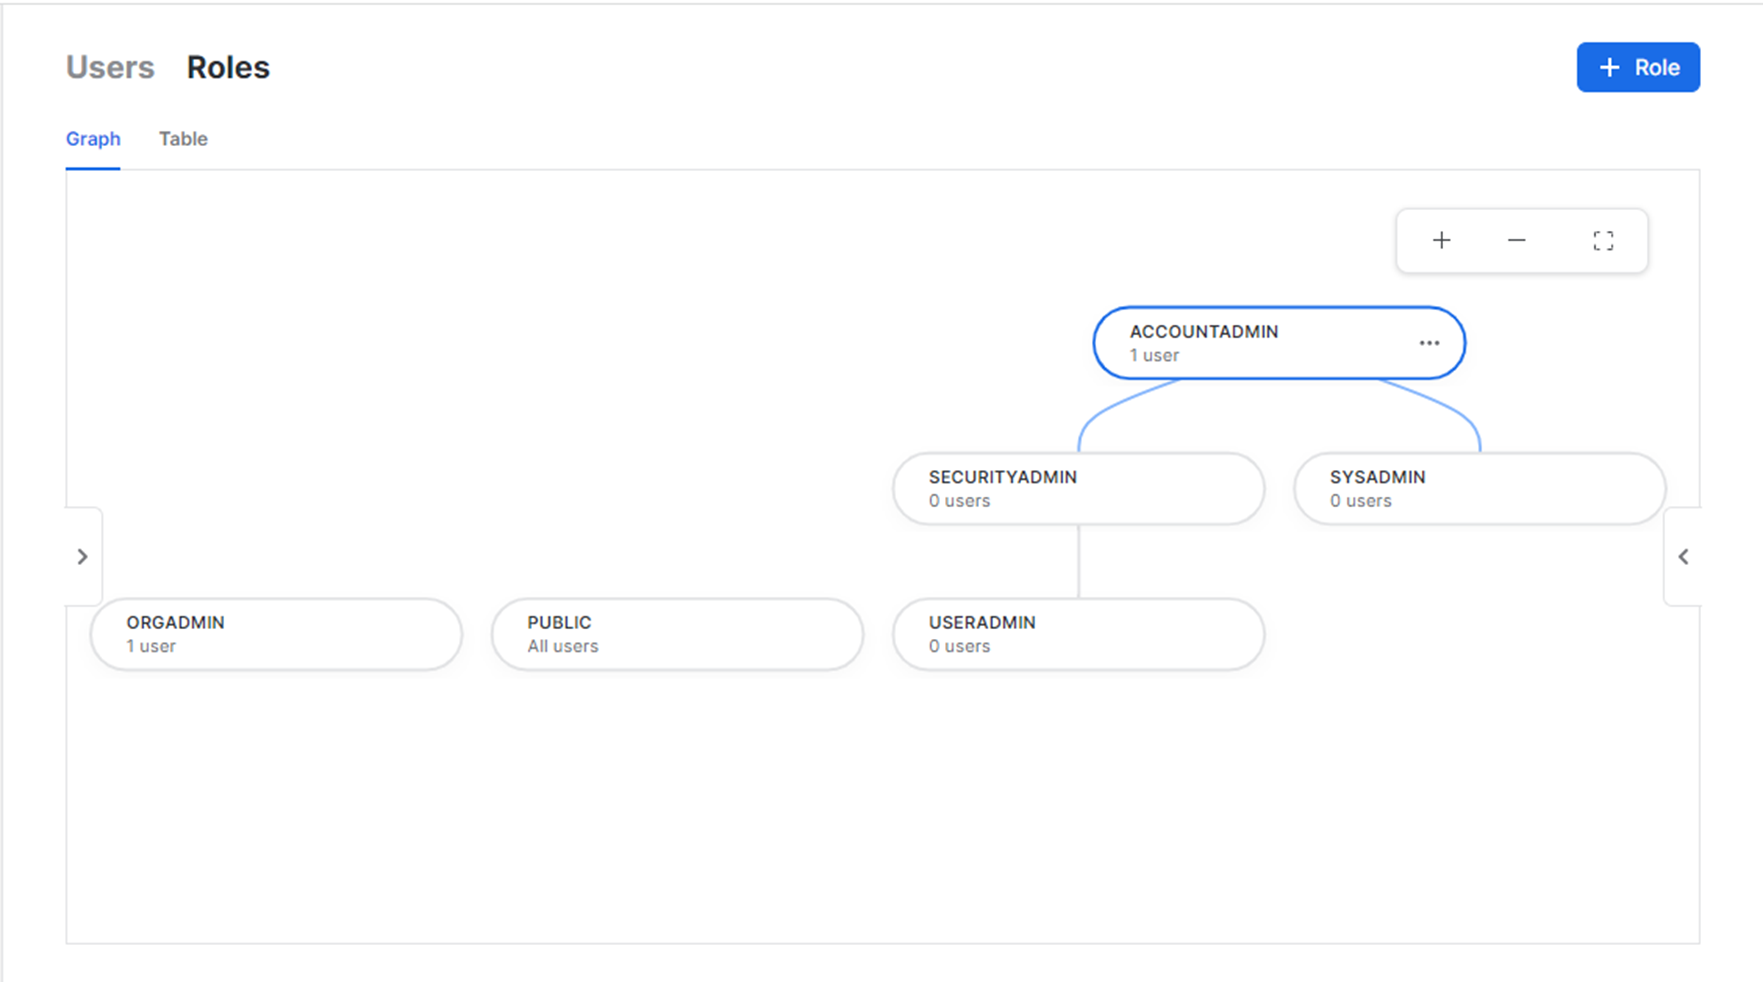 Users Roles
+ Role
Graph Table
ACCOUNTADMIN
1 user
SECURITYADMIN
0 users
SYSADMIN
0 users
ORGADMIN
1 user
PUBLIC
All users
USERADMIN
0 users